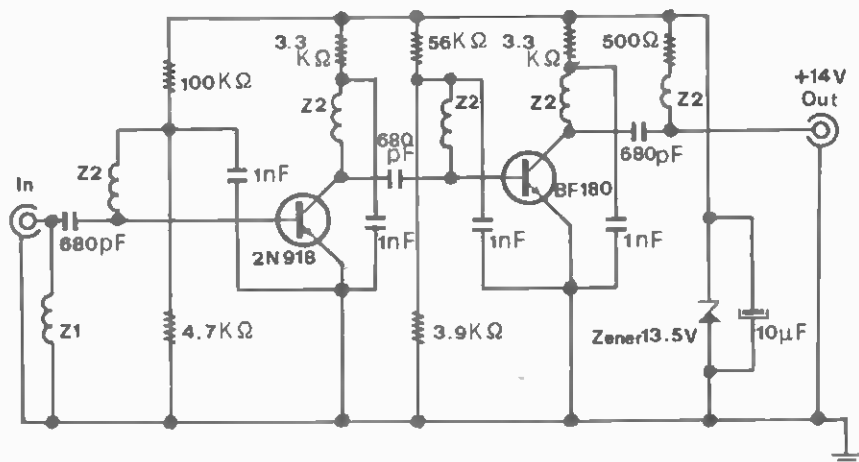 3.3
KΩ
56KΩ
3.3
KΩ
500Ω
100KΩ
+14V
Out
Z2
Z2
Z2
Z2
Z2
680
pF
680pF
In
1nF
BF180
680pF
2N918
1nF
1nF
1nF
Z1
4.7KΩ
3.9KΩ
Zener13.5V
10µF